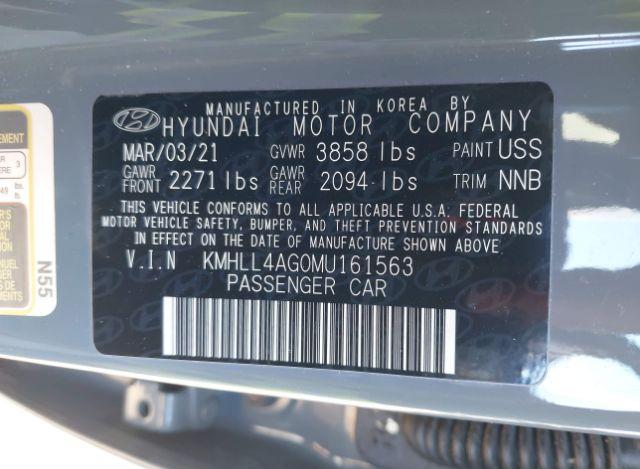 MANUFACTURED IN KOREA BY
HYUNDAI MOTOR COMPANY
MAR/03/21 GVWR 3858 lbs PAINT USS
GAWR FRONT 2271 lbs GAWR REAR 2094 lbs TRIM NNB
THIS VEHICLE CONFORMS TO ALL APPLICABLE U.S.A. FEDERAL
MOTOR VEHICLE SAFETY, BUMPER, AND THEFT PREVENTION STANDARDS
IN EFFECT ON THE DATE OF MANUFACTURE SHOWN ABOVE.
V.I.N KMHLL4AG0MU161563
PASSENGER CAR
N55